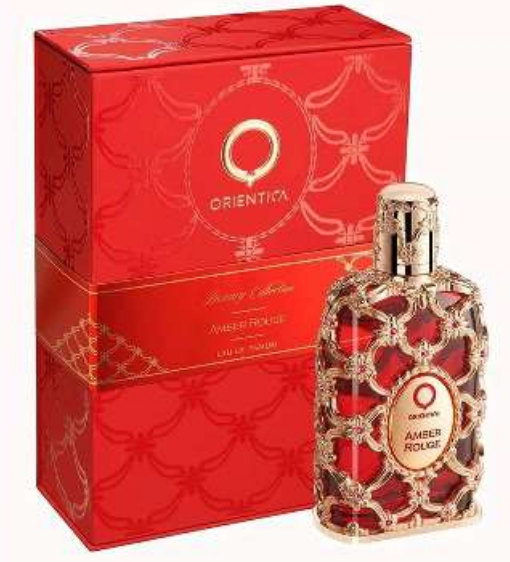 ORIENTICA
Luxury Collection
AMBER ROUGE
EAU DE PARFUM
ORIENTICA
AMBER
ROUGE